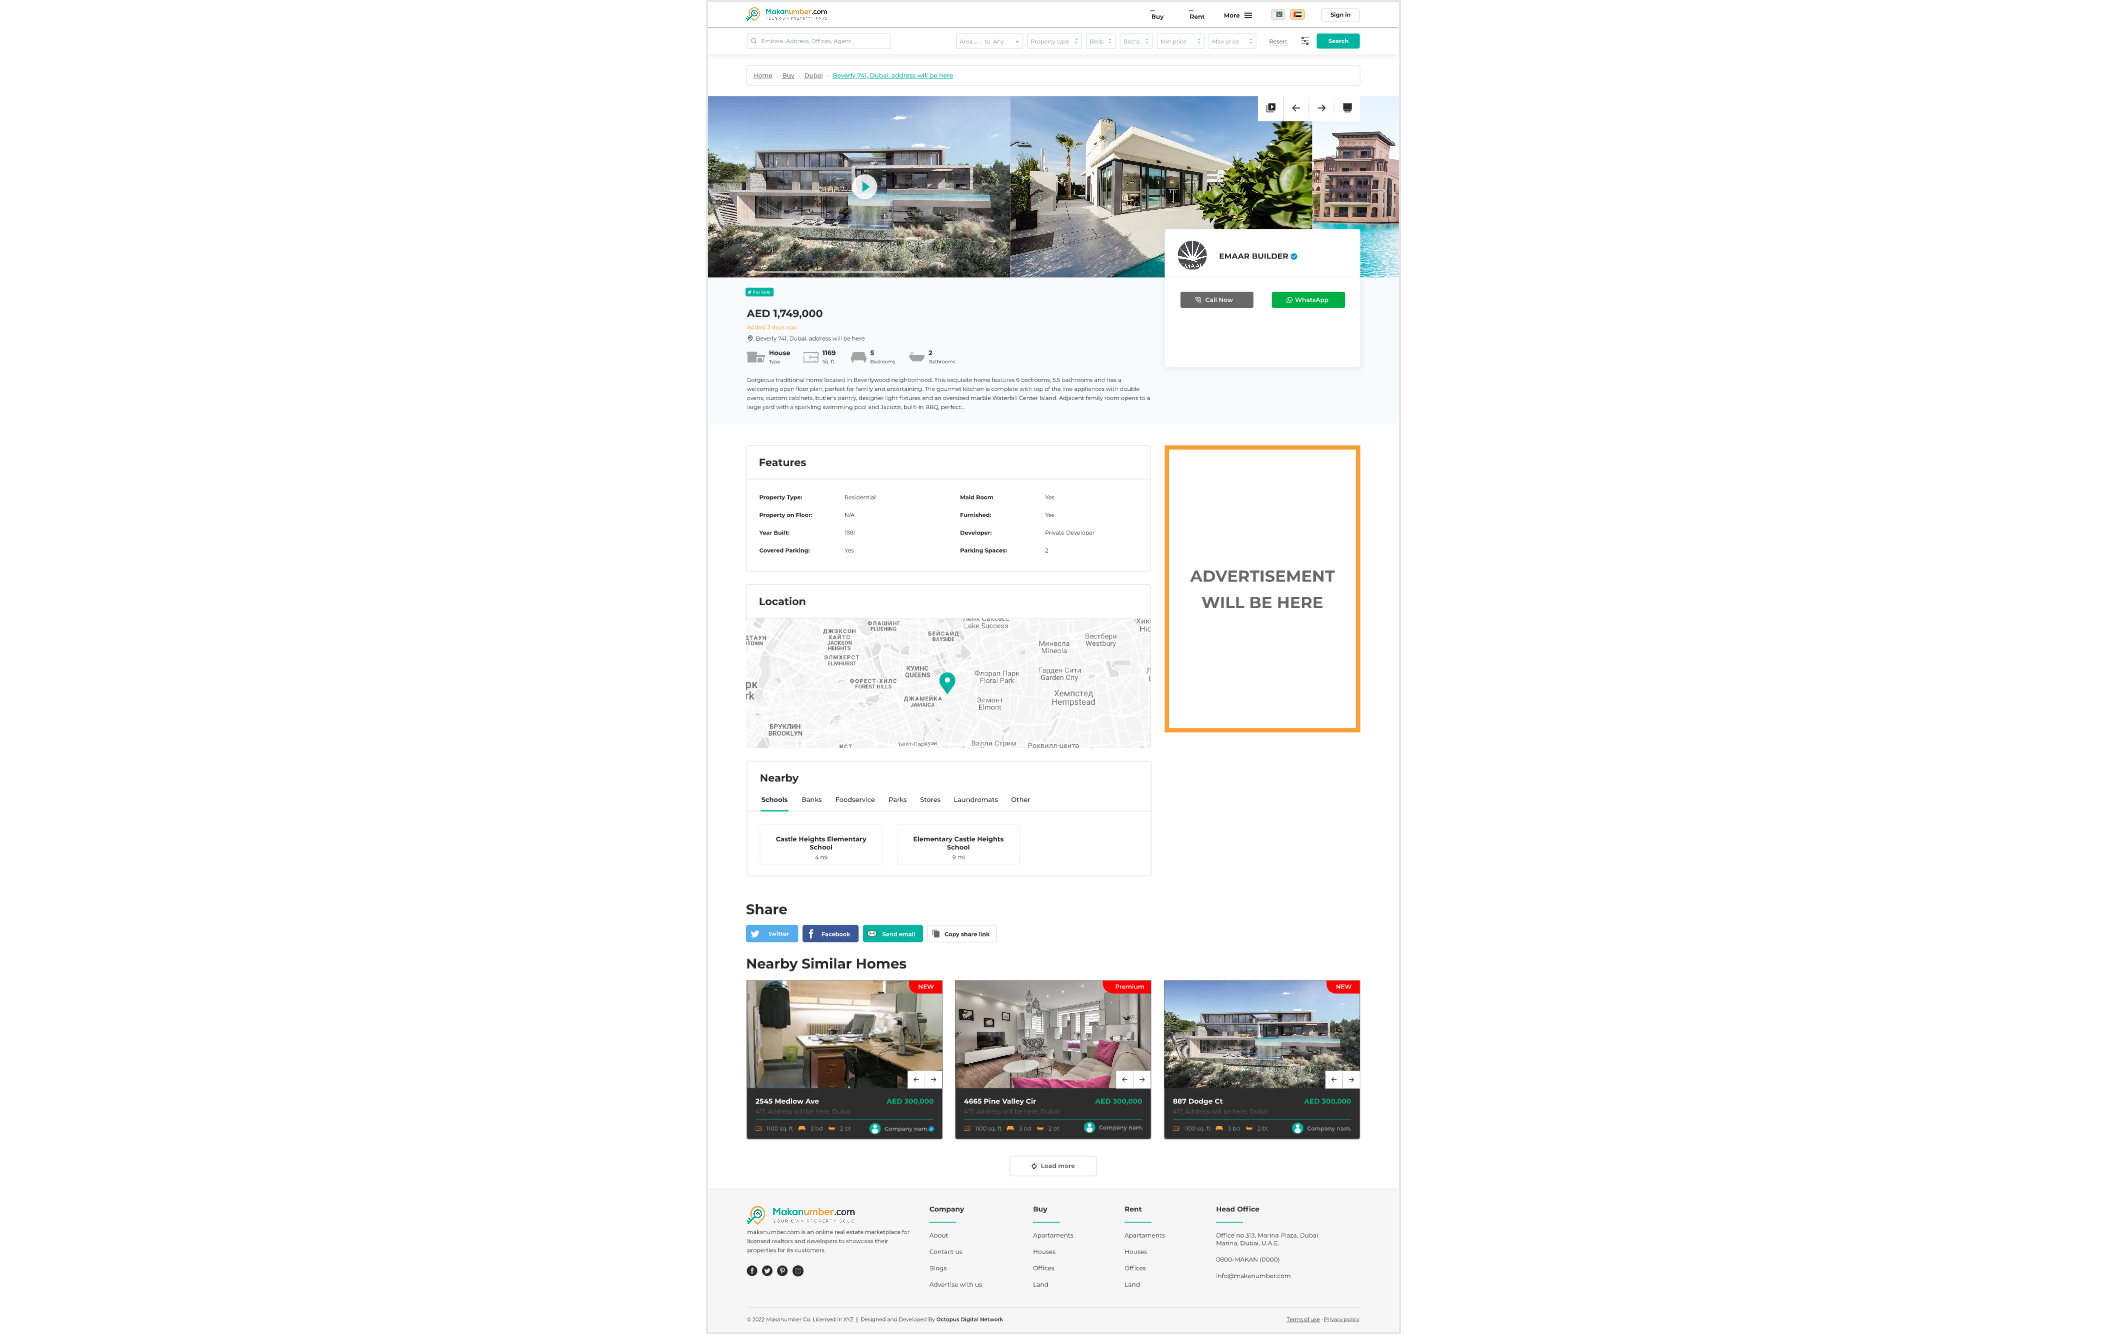 Makanumber.com
YOUR OWN PROPERTY SOUQ
Buy
Rent
More
Sign in
Emirate, Address, Offices, Agent
Area...... to Any
Property type
Beds
Baths
Min price
Max price
Resert
Search
Home
Buy
Dubai
Beverly 741, Dubai, address will be here
EMAAR BUILDER
Call Now
WhatsApp
For Sale
AED 1,749,000
Added 3 days ago
Beverly 741, Dubai, address will be here
House
Type
1169
Sq. ft
5
Bedrooms
2
Bathrooms
Gorgeous traditional home located in Beverlywood neighborhood. This exquisite home features 6 bedrooms, 5.5 bathrooms and has a
welcoming open floor plan, perfect for family and entertaining. The gourmet kitchen is complete with top of the line appliances with double
ovens, custom cabinets, butler's pantry, designer light fixtures and an oversized marble Waterfall Center Island. Adjacent family room opens to a
large yard with a sparkling swimming pool and Jacuzzi, built-in BBQ, perfect...
Features
Property Type: Residential
Maid Room Yes
Property on Floor: N/A
Furnished: Yes
Year Built: 1981
Developer: Private Developer
Covered Parking: Yes
Parking Spaces: 2
ADVERTISEMENT
WILL BE HERE
Location
ФЛАШИНГ
FLUSHING
Lake Success
ДЖЭКСОН
ХАЙТС
JACKSON
HEIGHTS
БЕЙСАЙД
BAYSIDE
Вестбери
Westbury
Минеола
Mineola
ЭЛМХЕРСТ
ELMHURST
КУИНС
QUEENS
Флорал Парк
Floral Park
Гарден Сити
Garden City
ФОРЕСТ-ХИЛС
FOREST HILLS
ДЖАМЕЙКА
JAMAICA
Элмонт
Elmont
Хемпстед
Hempstead
БРУКЛИН
BROOKLYN
Валли Стрим
Роквилл-центр
Nearby
Schools
Banks
Foodservice
Parks
Stores
Laundromats
Other
Castle Heights Elementary
School
4 mi
Elementary Castle Heights
School
9 mi
Share
twitter
Facebook
Send email
Copy share link
Nearby Similar Homes
NEW
2545 Medlow Ave
AED 300,000
417, Address will be here, Dubai
1100 sq. ft
3 bd
2 bt
Company nam.
Premium
4665 Pine Valley Cir
AED 300,000
417, Address will be here, Dubai
1100 sq. ft
3 bd
2 bt
Company nam.
NEW
887 Dodge Ct
AED 300,000
417, Address will be here, Dubai
1100 sq. ft
3 bd
2 bt
Company nam.
Load more
Makanumber.com
YOUR OWN PROPERTY SOUQ
makanumber.com is an online real estate marketplace for
licensed realtors and developers to showcase their
properties for its customers.
Company
About
Contact us
Blogs
Advertise with us
Buy
Apartaments
Houses
Offices
Land
Rent
Apartaments
Houses
Offices
Land
Head Office
Office no 313, Marina Plaza, Dubai
Marina, Dubai, U.A.E.
0800-MAKAN (0000)
info@makanumber.com
© 2022 Makanumber Co. Licensed in XYZ | Designed and Developed By Octopus Digital Network
Terms of use · Privacy policy